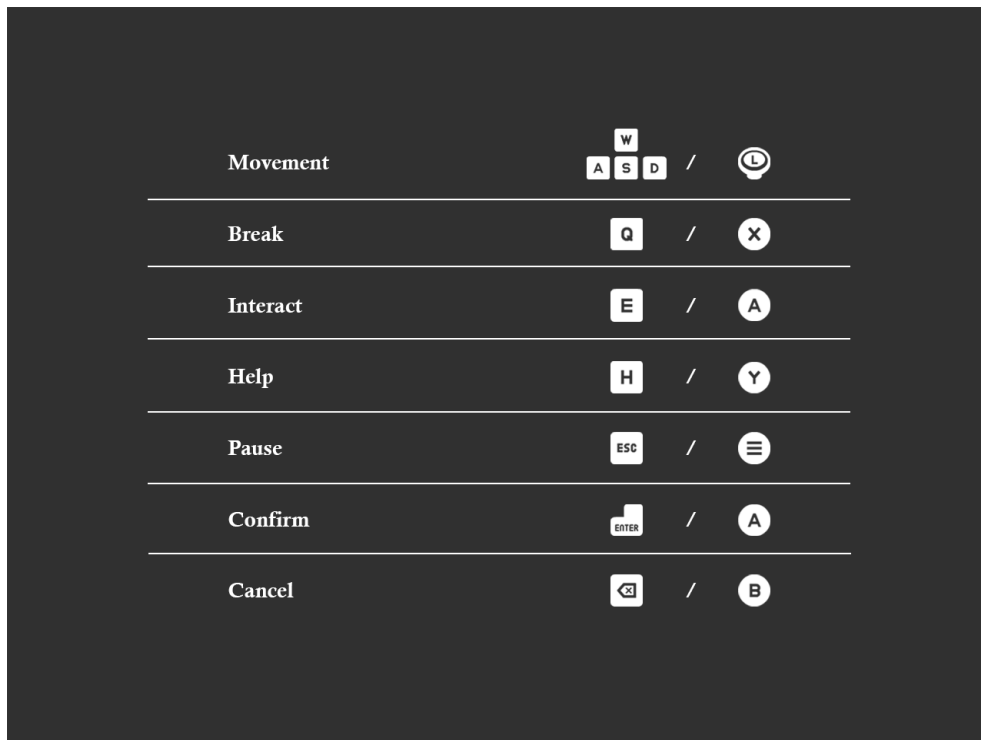 W
Movement A S D / L
Break Q / X
Interact E / A
Help H / Y
Pause ESC /
Confirm ENTER / A
Cancel / B